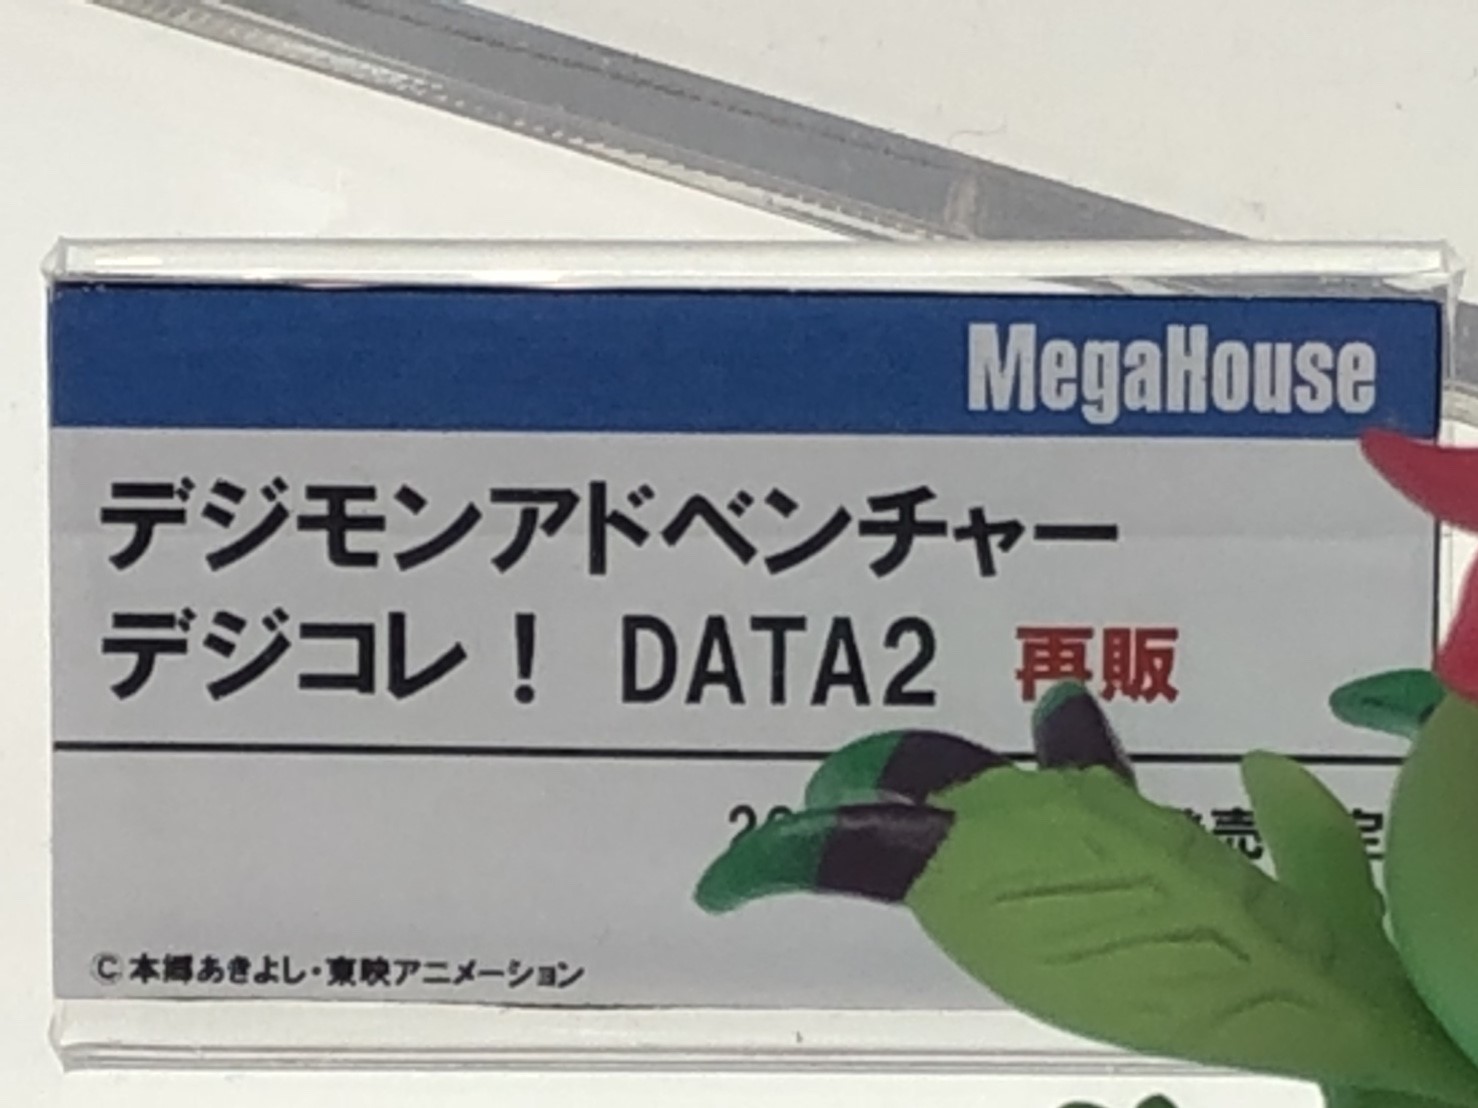 MegaHouse
デジモンアドベンチャー
デジコレ! DATA2 再販
©本郷あきよし・東映アニメーション